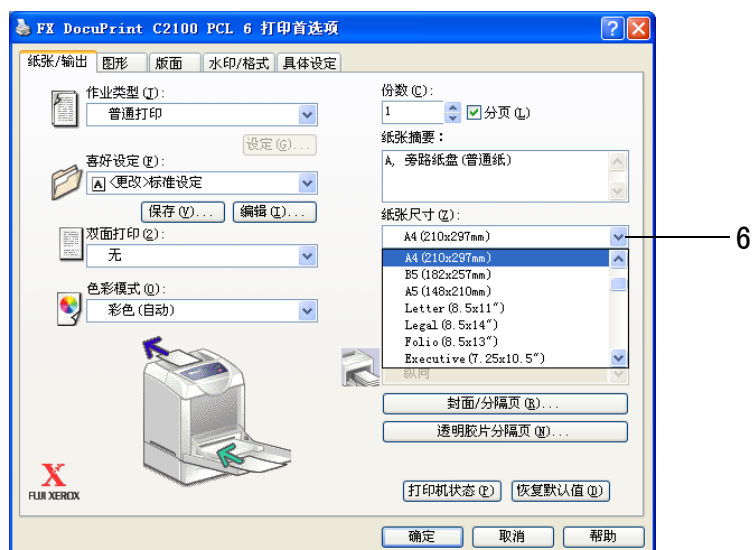 FX DocuPrint C2100 PCL 6 打印首选项
纸张/输出 图形 版面 水印/格式 具体设定
作业类型(J):
普通打印
设定(G)...
喜好设定(F):
A <更改>标准设定
保存(V)... 编辑(I)...
双面打印(2):
无
色彩模式(0):
彩色(自动)
份数(C):
1 分页(L)
纸张摘要:
A, 旁路纸盘(普通纸)
纸张尺寸(Z):
A4(210x297mm)
6
A4(210x297mm)
B5(182x257mm)
A5(148x210mm)
Letter(8.5x11")
Legal(8.5x14")
Folio(8.5x13")
Executive(7.25x10.5")
纵向
封面/分隔页(R)...
透明胶片分隔页(N)...
X
FUJI XEROX
打印机状态(P) 恢复默认值(D)
确定 取消 帮助